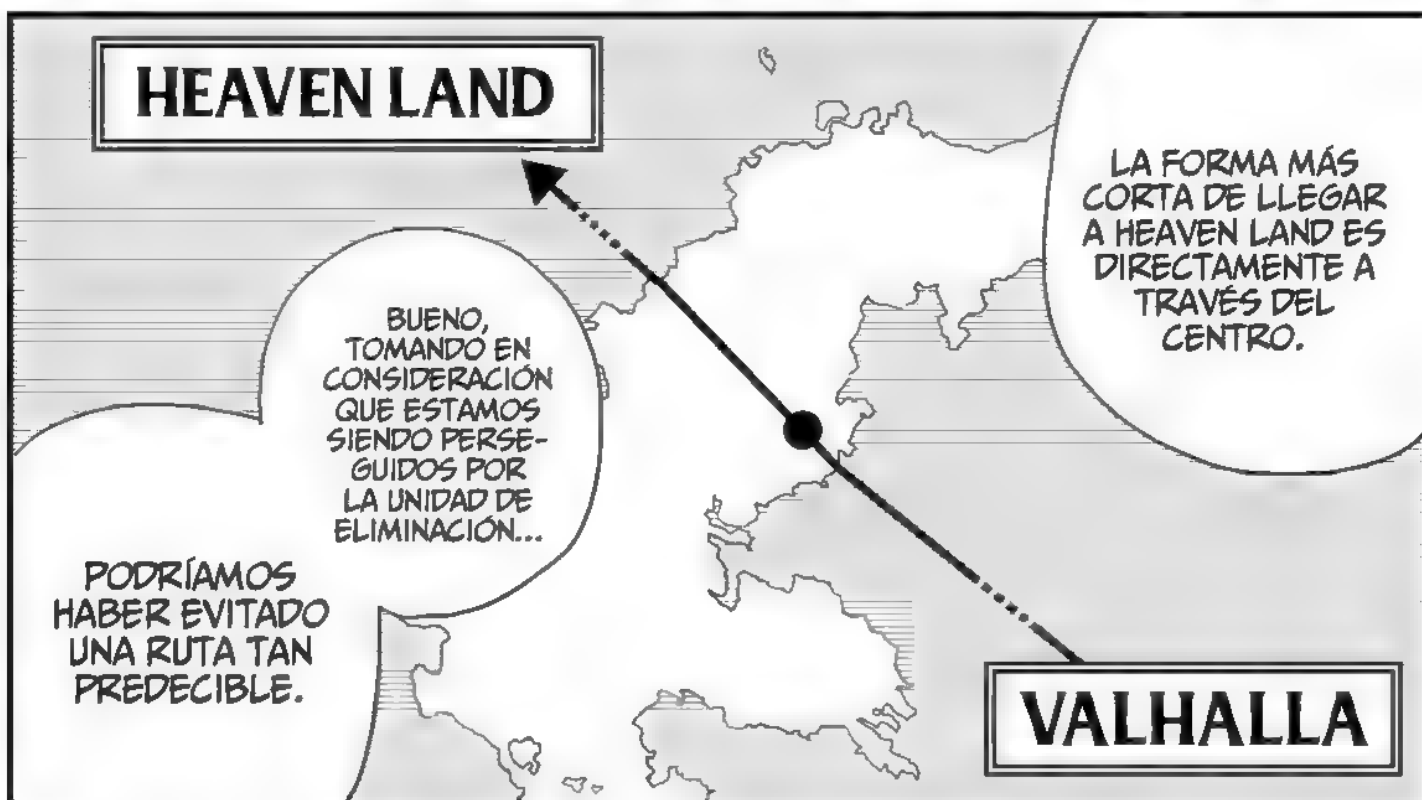 HEAVEN LAND
LA FORMA MÁS
CORTA DE LLEGAR
A HEAVEN LAND ES
DIRECTAMENTE A
TRAVÉS DEL
CENTRO.
BUENO,
TOMANDO EN
CONSIDERACIÓN
QUE ESTAMOS
SIENDO PERSE-
GUIDOS POR
LA UNIDAD DE
ELIMINACIÓN...
PODRÍAMOS
HABER EVITADO
UNA RUTA TAN
PREDECIBLE.
VALHALLA